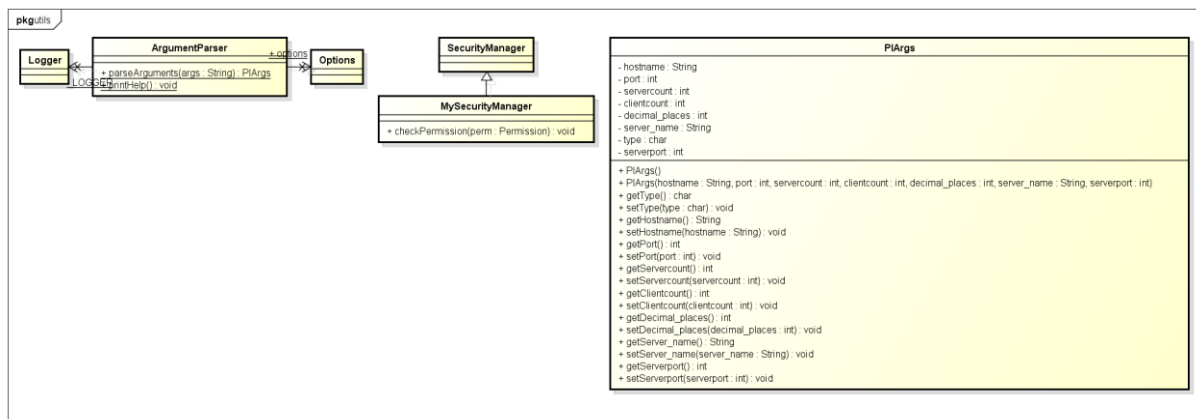 pkg utils
Logger
ArgumentParser
+ parseArguments(args : String) : PIArgs
+ printHelp() : void
- LOGGER
+ options
Options
SecurityManager
MySecurityManager
+ checkPermission(perm : Permission) : void
PIArgs
- hostname : String
- port : int
- servercount : int
- clientcount : int
- decimal_places : int
- server_name : String
- type : char
- serverport : int
+ PIArgs()
+ PIArgs(hostname : String, port : int, servercount : int, clientcount : int, decimal_places : int, server_name : String, serverport : int)
+ getType() : char
+ setType(type : char) : void
+ getHostname() : String
+ setHostname(hostname : String) : void
+ getPort() : int
+ setPort(port : int) : void
+ getServercount() : int
+ setServercount(servercount : int) : void
+ getClientcount() : int
+ setClientcount(clientcount : int) : void
+ getDecimal_places() : int
+ setDecimal_places(decimal_places : int) : void
+ getServer_name() : String
+ setServer_name(server_name : String) : void
+ getServerport() : int
+ setServerport(serverport : int) : void